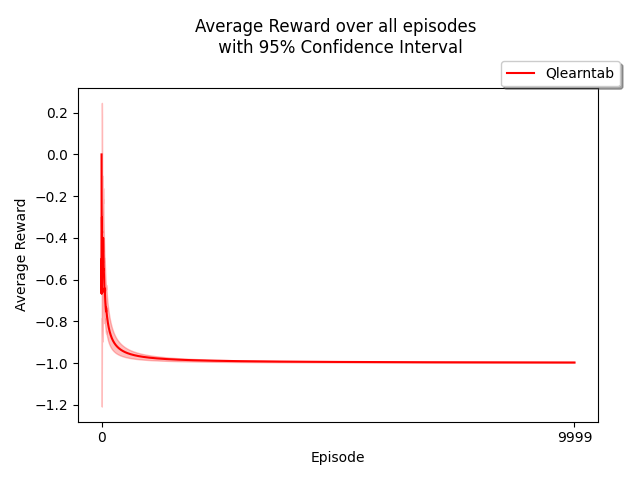 Average Reward over all episodes
with 95% Confidence Interval
Qlearntab
Average Reward
0.2
0.0
−0.2
−0.4
−0.6
−0.8
−1.0
−1.2
0
9999
Episode